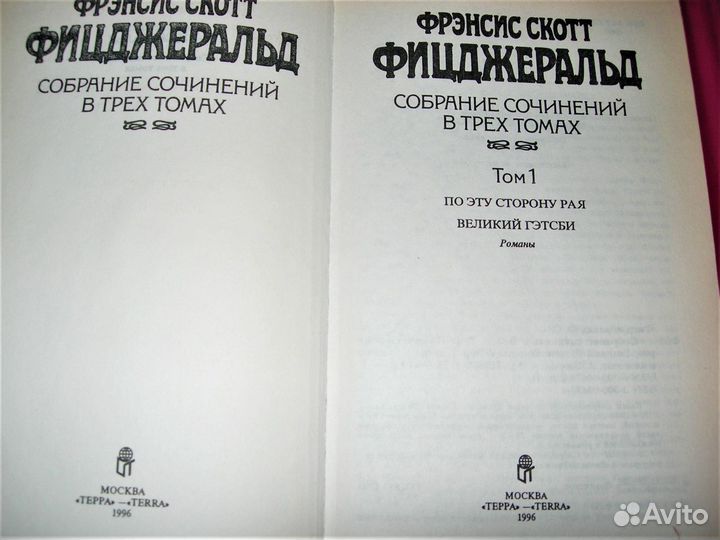 ФРЭНСИС СКОТТ
ФИЦДЖЕРАЛЬД
СОБРАНИЕ СОЧИНЕНИЙ
В ТРЕХ ТОМАХ
МОСКВА
«ТЕРРА» — «TERRA»
1996
ФРЭНСИС СКОТТ
ФИЦДЖЕРАЛЬД
СОБРАНИЕ СОЧИНЕНИЙ
В ТРЕХ ТОМАХ
Том 1
ПО ЭТУ СТОРОНУ РАЯ
ВЕЛИКИЙ ГЭТСБИ
Романы
МОСКВА
«ТЕРРА» — «TERRA»
1996
Avito